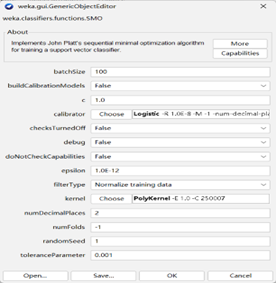 weka.gui.GenericObjectEditor
weka.classifiers.functions.SMO
About
Implements John Platt's sequential minimal optimization algorithm for training a support vector classifier.
More
Capabilities
batchSize 100
buildCalibrationModels False
c 1.0
calibrator Choose Logistic -R 1.0E-8 -M -1 -num-decimal-pla
checksTurnedOff False
debug False
doNotCheckCapabilities False
epsilon 1.0E-12
filterType Normalize training data
kernel Choose PolyKernel -E 1.0 -C 250007
numDecimalPlaces 2
numFolds -1
randomSeed 1
toleranceParameter 0.001
Open... Save... OK Cancel